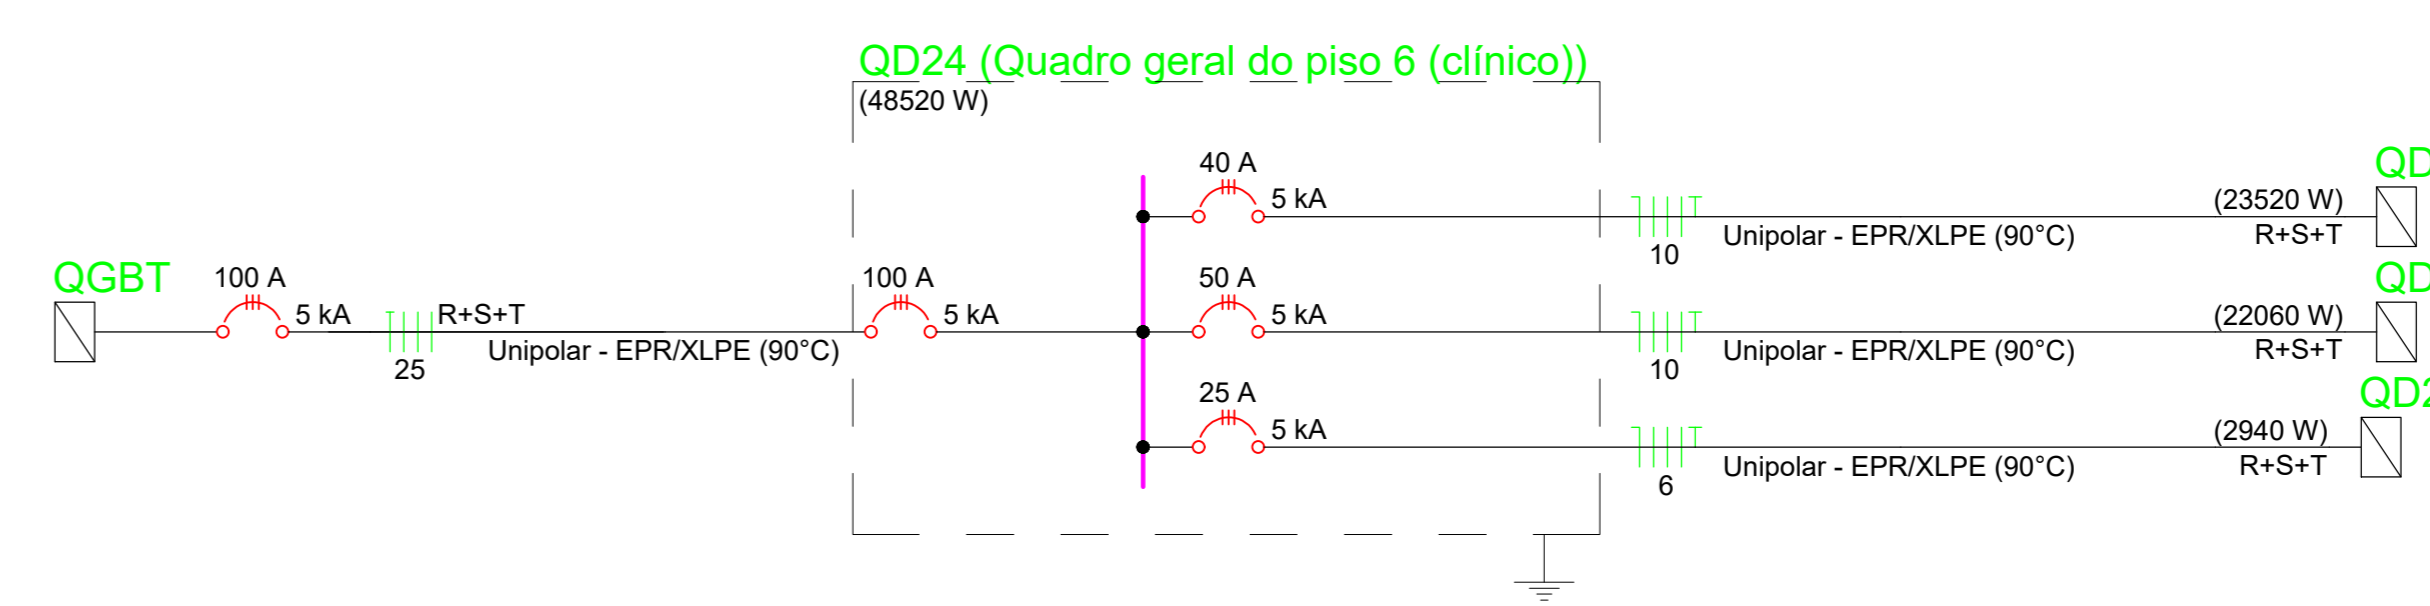 QD24 (Quadro geral do piso 6 (clínico))
(48520 W)
QGBT
100 A
5 kA
R+S+T
25
Unipolar - EPR/XLPE (90°C)
100 A
5 kA
40 A
5 kA
10
Unipolar - EPR/XLPE (90°C)
(23520 W)
R+S+T
QD
50 A
5 kA
10
Unipolar - EPR/XLPE (90°C)
(22060 W)
R+S+T
QD
25 A
5 kA
6
Unipolar - EPR/XLPE (90°C)
(2940 W)
R+S+T
QD2